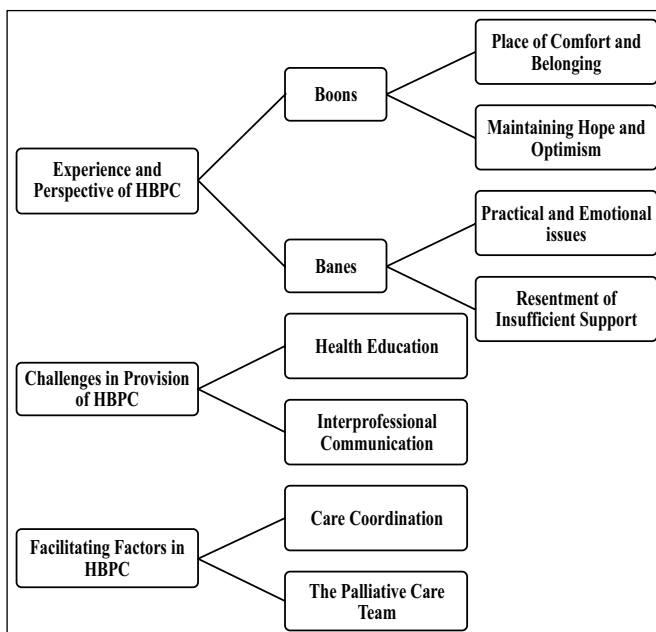 Experience and
Perspective of HBPC
Boons
Place of Comfort and
Belonging
Maintaining Hope and
Optimism
Banes
Practical and Emotional
issues
Resentment of
Insufficient Support
Challenges in Provision
of HBPC
Health Education
Interprofessional
Communication
Facilitating Factors in
HBPC
Care Coordination
The Palliative Care
Team